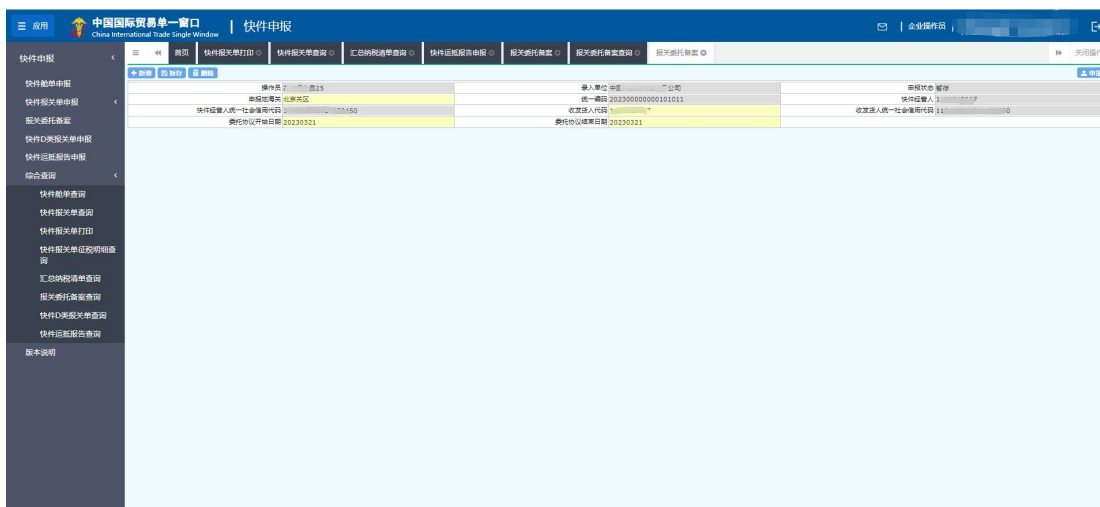 ☰ 应用
中国国际贸易单一窗口
China International Trade Single Window
快件申报
企业操作员
快件申报
首页
快件报关单打印
快件报关单查询
汇总纳税清单查询
快件运抵报告申报
报关委托备案
报关委托备案查询
报关委托备案
关闭操作
新增
暂存
删除
申报
快件舱单申报
快件报关单申报
报关委托备案
快件D类报关单申报
快件运抵报告申报
综合查询
快件舱单查询
快件报关单查询
快件报关单打印
快件报关单征税明细查
询
汇总纳税清单查询
报关委托备案查询
快件D类报关单查询
快件运抵报告查询
版本说明
操作员 员25
录入单位 中 公司
申报状态 暂存
申报地海关 北京关区
统一编码 202300000000101011
快件经营人
快件经营人统一社会信用代码
收发货人代码
收发货人统一社会信用代码 11
委托协议开始日期 20230321
委托协议结束日期 20230321